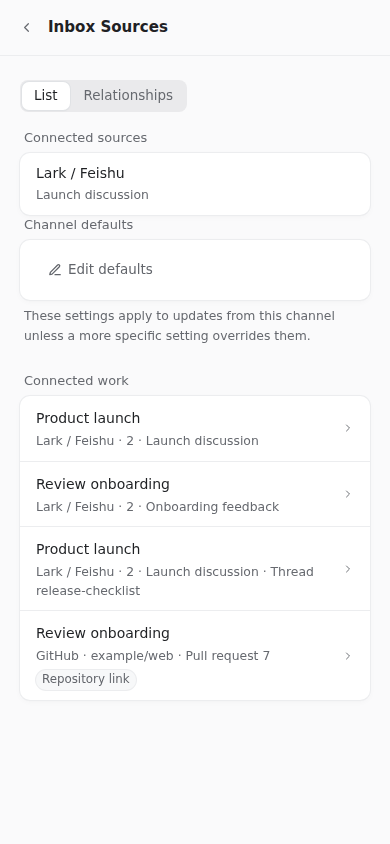 Inbox Sources
List
Relationships
Connected sources
Lark / Feishu
Launch discussion
Channel defaults
Edit defaults
These settings apply to updates from this channel
unless a more specific setting overrides them.
Connected work
Product launch
Lark / Feishu · 2 · Launch discussion
Review onboarding
Lark / Feishu · 2 · Onboarding feedback
Product launch
Lark / Feishu · 2 · Launch discussion · Thread
release-checklist
Review onboarding
GitHub · example/web · Pull request 7
Repository link